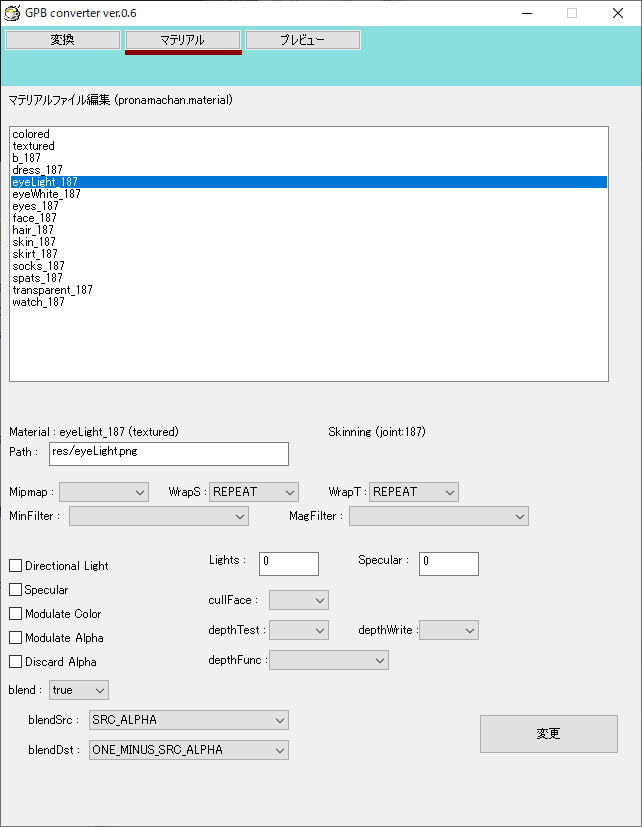 GPB converter ver.0.6
変換 マテリアル プレビュー
マテリアルファイル編集 (pronamachan.material)
colored
textured
b_187
dress_187
eyeLight_187
eyeWhite_187
eyes_187
face_187
hair_187
skin_187
skirt_187
socks_187
spats_187
transparent_187
watch_187
Material : eyeLight_187 (textured) Skinning (joint:187)
Path : res/eyeLight.png
Mipmap : WrapS : REPEAT WrapT : REPEAT
MinFilter : MagFilter :
Directional Light Lights : 0 Specular : 0
Specular cullFace :
Modulate Color
Modulate Alpha depthTest : depthWrite :
Discard Alpha depthFunc :
blend : true
blendSrc : SRC_ALPHA
blendDst : ONE_MINUS_SRC_ALPHA
変更